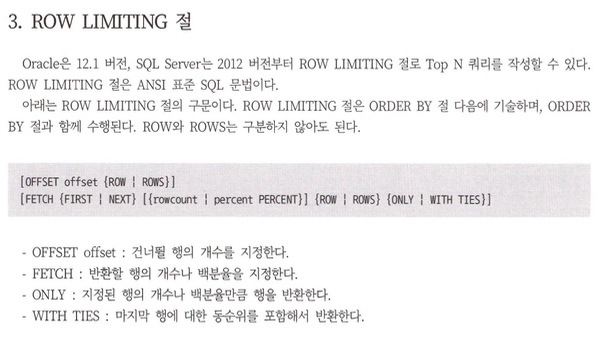 3. ROW LIMITING 절
Oracle은 12.1 버전, SQL Server는 2012 버전부터 ROW LIMITING 절로 Top N 쿼리를 작성할 수 있다.
ROW LIMITING 절은 ANSI 표준 SQL 문법이다.
아래는 ROW LIMITING 절의 구문이다. ROW LIMITING 절은 ORDER BY 절 다음에 기술하며, ORDER
BY 절과 함께 수행된다. ROW와 ROWS는 구분하지 않아도 된다.
[OFFSET offset {ROW | ROWS}]
[FETCH {FIRST | NEXT} [{rowcount | percent PERCENT}] {ROW | ROWS} {ONLY | WITH TIES}]
- OFFSET offset : 건너뛸 행의 개수를 지정한다.
- FETCH : 반환할 행의 개수나 백분율을 지정한다.
- ONLY : 지정된 행의 개수나 백분율만큼 행을 반환한다.
- WITH TIES : 마지막 행에 대한 동순위를 포함해서 반환한다.